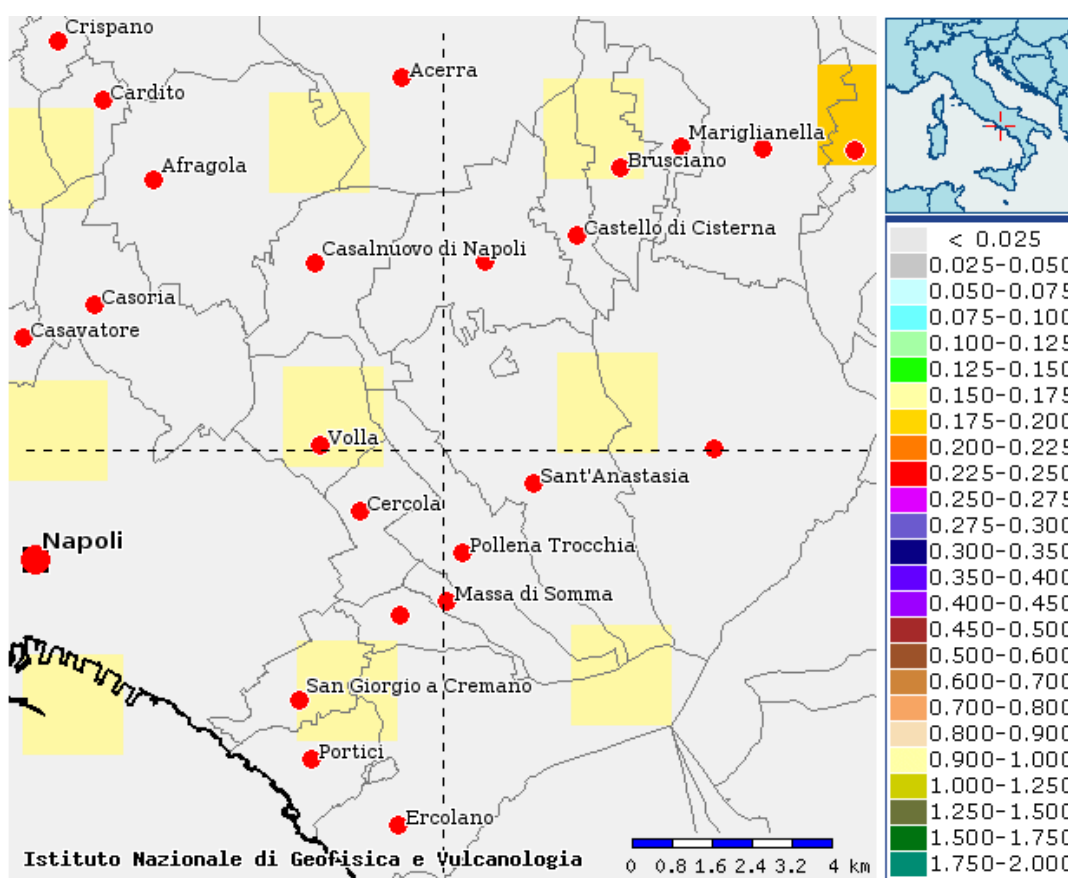 Crispano
Acerra
Cardito
Mariglianella
Brusciano
Afragola
Castello di Cisterna
Casalnuovo di Napoli
Casoria
Casavatore
Volla
Sant'Anastasia
Cercola
Napoli
Pollena Trocchia
Massa di Somma
San Giorgio a Cremano
Portici
Ercolano
Istituto Nazionale di Geofisica e Vulcanologia
0 0.8 1.6 2.4 3.2 4 km
< 0.025
0.025-0.050
0.050-0.075
0.075-0.100
0.100-0.125
0.125-0.150
0.150-0.175
0.175-0.200
0.200-0.225
0.225-0.250
0.250-0.275
0.275-0.300
0.300-0.350
0.350-0.400
0.400-0.450
0.450-0.500
0.500-0.600
0.600-0.700
0.700-0.800
0.800-0.900
0.900-1.000
1.000-1.250
1.250-1.500
1.500-1.750
1.750-2.000